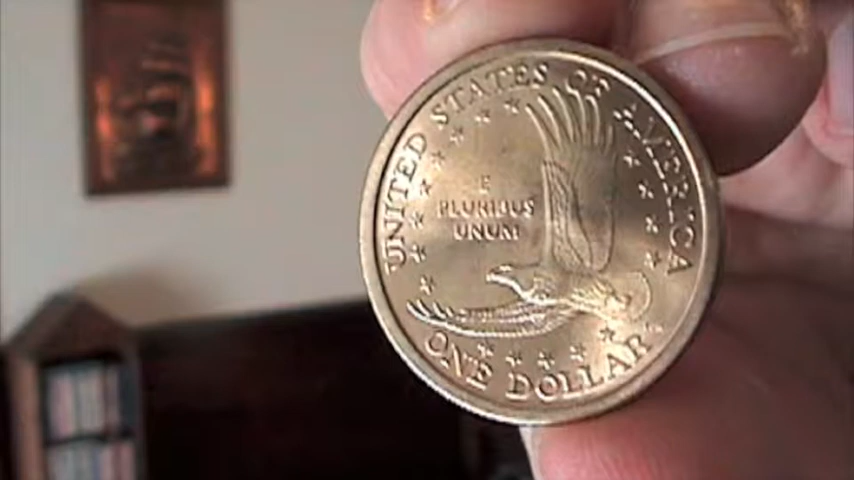 UNITED STATES OF AMERICA
E
PLURIBUS
UNUM
ONE DOLLAR